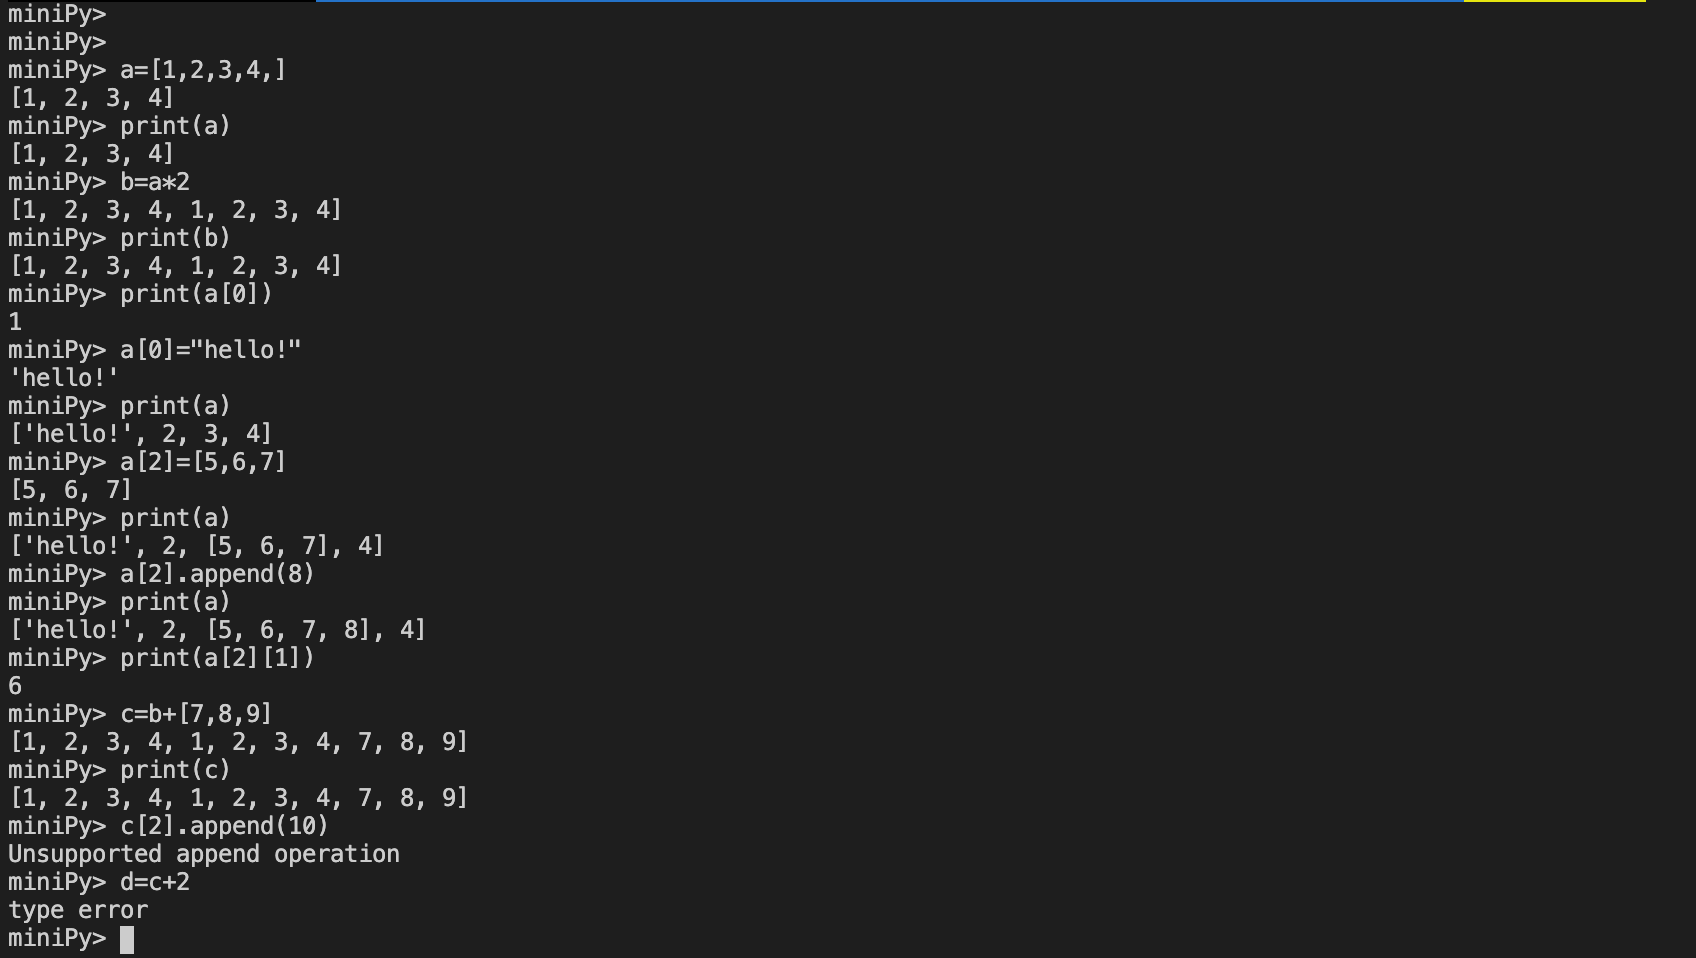 miniPy>
miniPy>
miniPy> a=[1,2,3,4,]
[1, 2, 3, 4]
miniPy> print(a)
[1, 2, 3, 4]
miniPy> b=a*2
[1, 2, 3, 4, 1, 2, 3, 4]
miniPy> print(b)
[1, 2, 3, 4, 1, 2, 3, 4]
miniPy> print(a[0])
1
miniPy> a[0]="hello!"
'hello!'
miniPy> print(a)
['hello!', 2, 3, 4]
miniPy> a[2]=[5,6,7]
[5, 6, 7]
miniPy> print(a)
['hello!', 2, [5, 6, 7], 4]
miniPy> a[2].append(8)
miniPy> print(a)
['hello!', 2, [5, 6, 7, 8], 4]
miniPy> print(a[2][1])
6
miniPy> c=b+[7,8,9]
[1, 2, 3, 4, 1, 2, 3, 4, 7, 8, 9]
miniPy> print(c)
[1, 2, 3, 4, 1, 2, 3, 4, 7, 8, 9]
miniPy> c[2].append(10)
Unsupported append operation
miniPy> d=c+2
type error
miniPy>